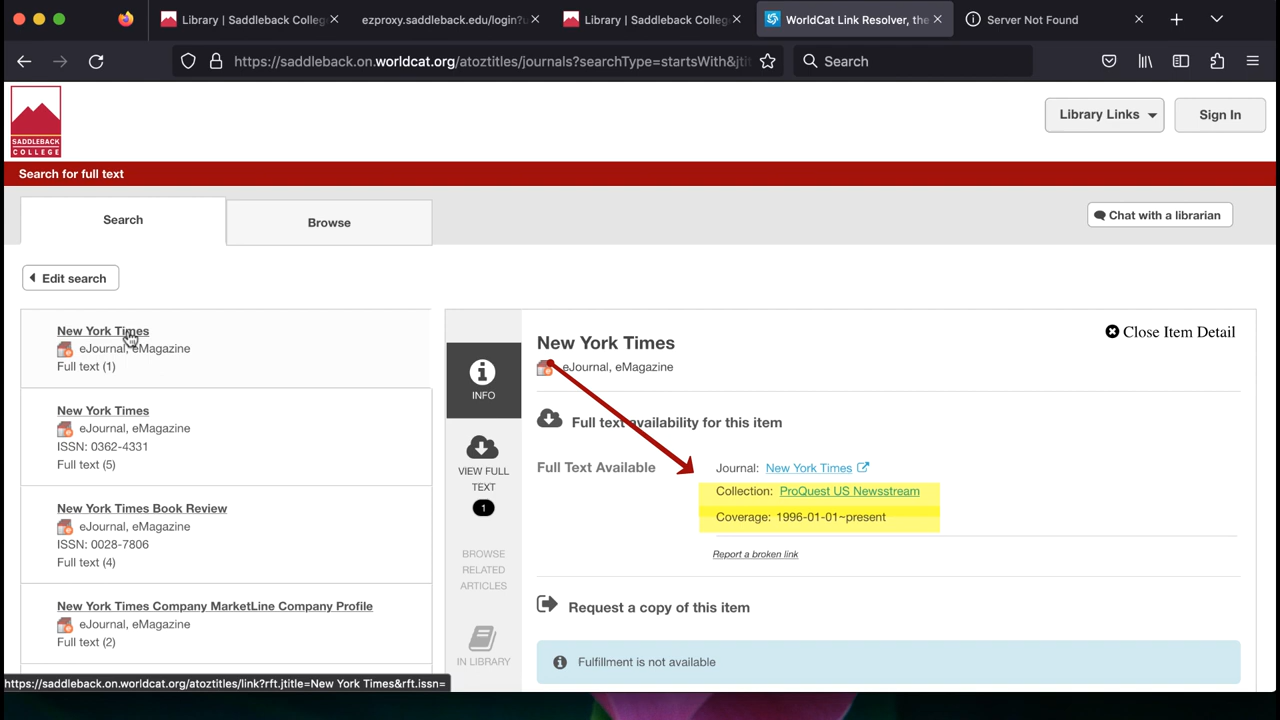 Library | Saddleback Colleg
ezproxy.saddleback.edu/login?u
Library | Saddleback Colleg
WorldCat Link Resolver, the
Server Not Found
https://saddleback.on.worldcat.org/atoztitles/journals?searchType=startsWith&jti
Search
SADDLEBACK
COLLEGE
Library Links
Sign In
Search for full text
Search
Browse
Chat with a librarian
Edit search
New York Times
eJournal, eMagazine
Full text (1)
New York Times
eJournal, eMagazine
ISSN: 0362-4331
Full text (5)
New York Times Book Review
eJournal, eMagazine
ISSN: 0028-7806
Full text (4)
New York Times Company MarketLine Company Profile
eJournal, eMagazine
Full text (2)
INFO
VIEW FULL
TEXT
1
BROWSE
RELATED
ARTICLES
IN LIBRARY
New York Times
Close Item Detail
eJournal, eMagazine
Full text availability for this item
Full Text Available
Journal: New York Times
Collection: ProQuest US Newsstream
Coverage: 1996-01-01~present
Report a broken link
Request a copy of this item
Fulfillment is not available
https://saddleback.on.worldcat.org/atoztitles/link?rft.jtitle=New York Times&rft.issn=